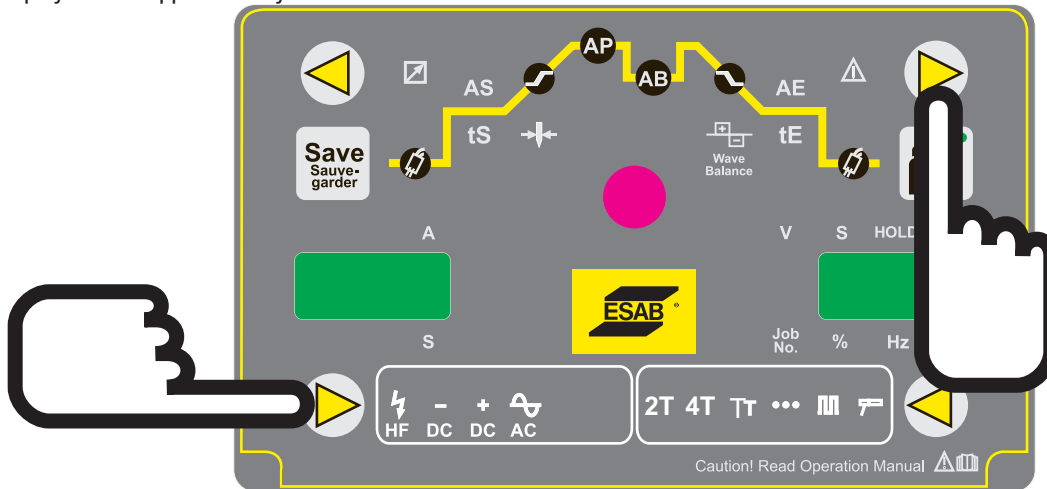 AP
AS
AB
AE
tS
tE
Save
Sauve-
garder
Wave
Balance
A
V S HOLD
ESAB
S
Job
No.
% Hz
HF DC DC AC
2T 4T TT
Caution! Read Operation Manual